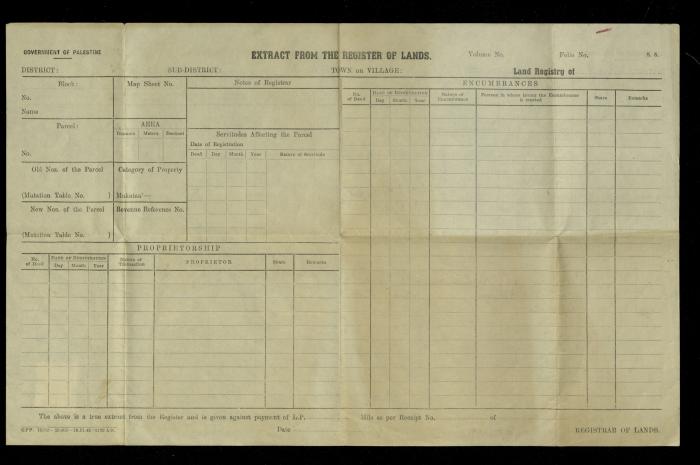 GOVERNMENT OF PALESTINE
EXTRACT FROM THE REGISTER OF LANDS.
Volume No. Folio No. S. 8.
DISTRICT: SUB-DISTRICT: TOWN OR VILLAGE: Land Registry of
Block: Map Sheet No. Notes of Registrar
No.
Name
Parcel: AREA
Dunums Metres Decimal
No.
Servitudes Affecting the Parcel
Date of Registration
Deed Day Month Year Nature of Servitude
Old Nos. of the Parcel Category of Property
(Mutation Table No. ) Mukataa'—
New Nos. of the Parcel Revenue Reference No.
(Mutation Table No. )
ENCUMBRANCES
No. of Deed DATE OF REGISTRATION Nature of Encumbrance Person in whose favour the Encumbrance is created Share Remarks
Day Month Year
PROPRIETORSHIP
No. of Deed DATE OF REGISTRATION Nature of Transaction PROPRIETOR Share Remarks
Day Month Year
The above is a true extract from the Register and is given against payment of £.P. Mils as per Receipt No. of
G.P.P.
Date REGISTRAR OF LANDS.